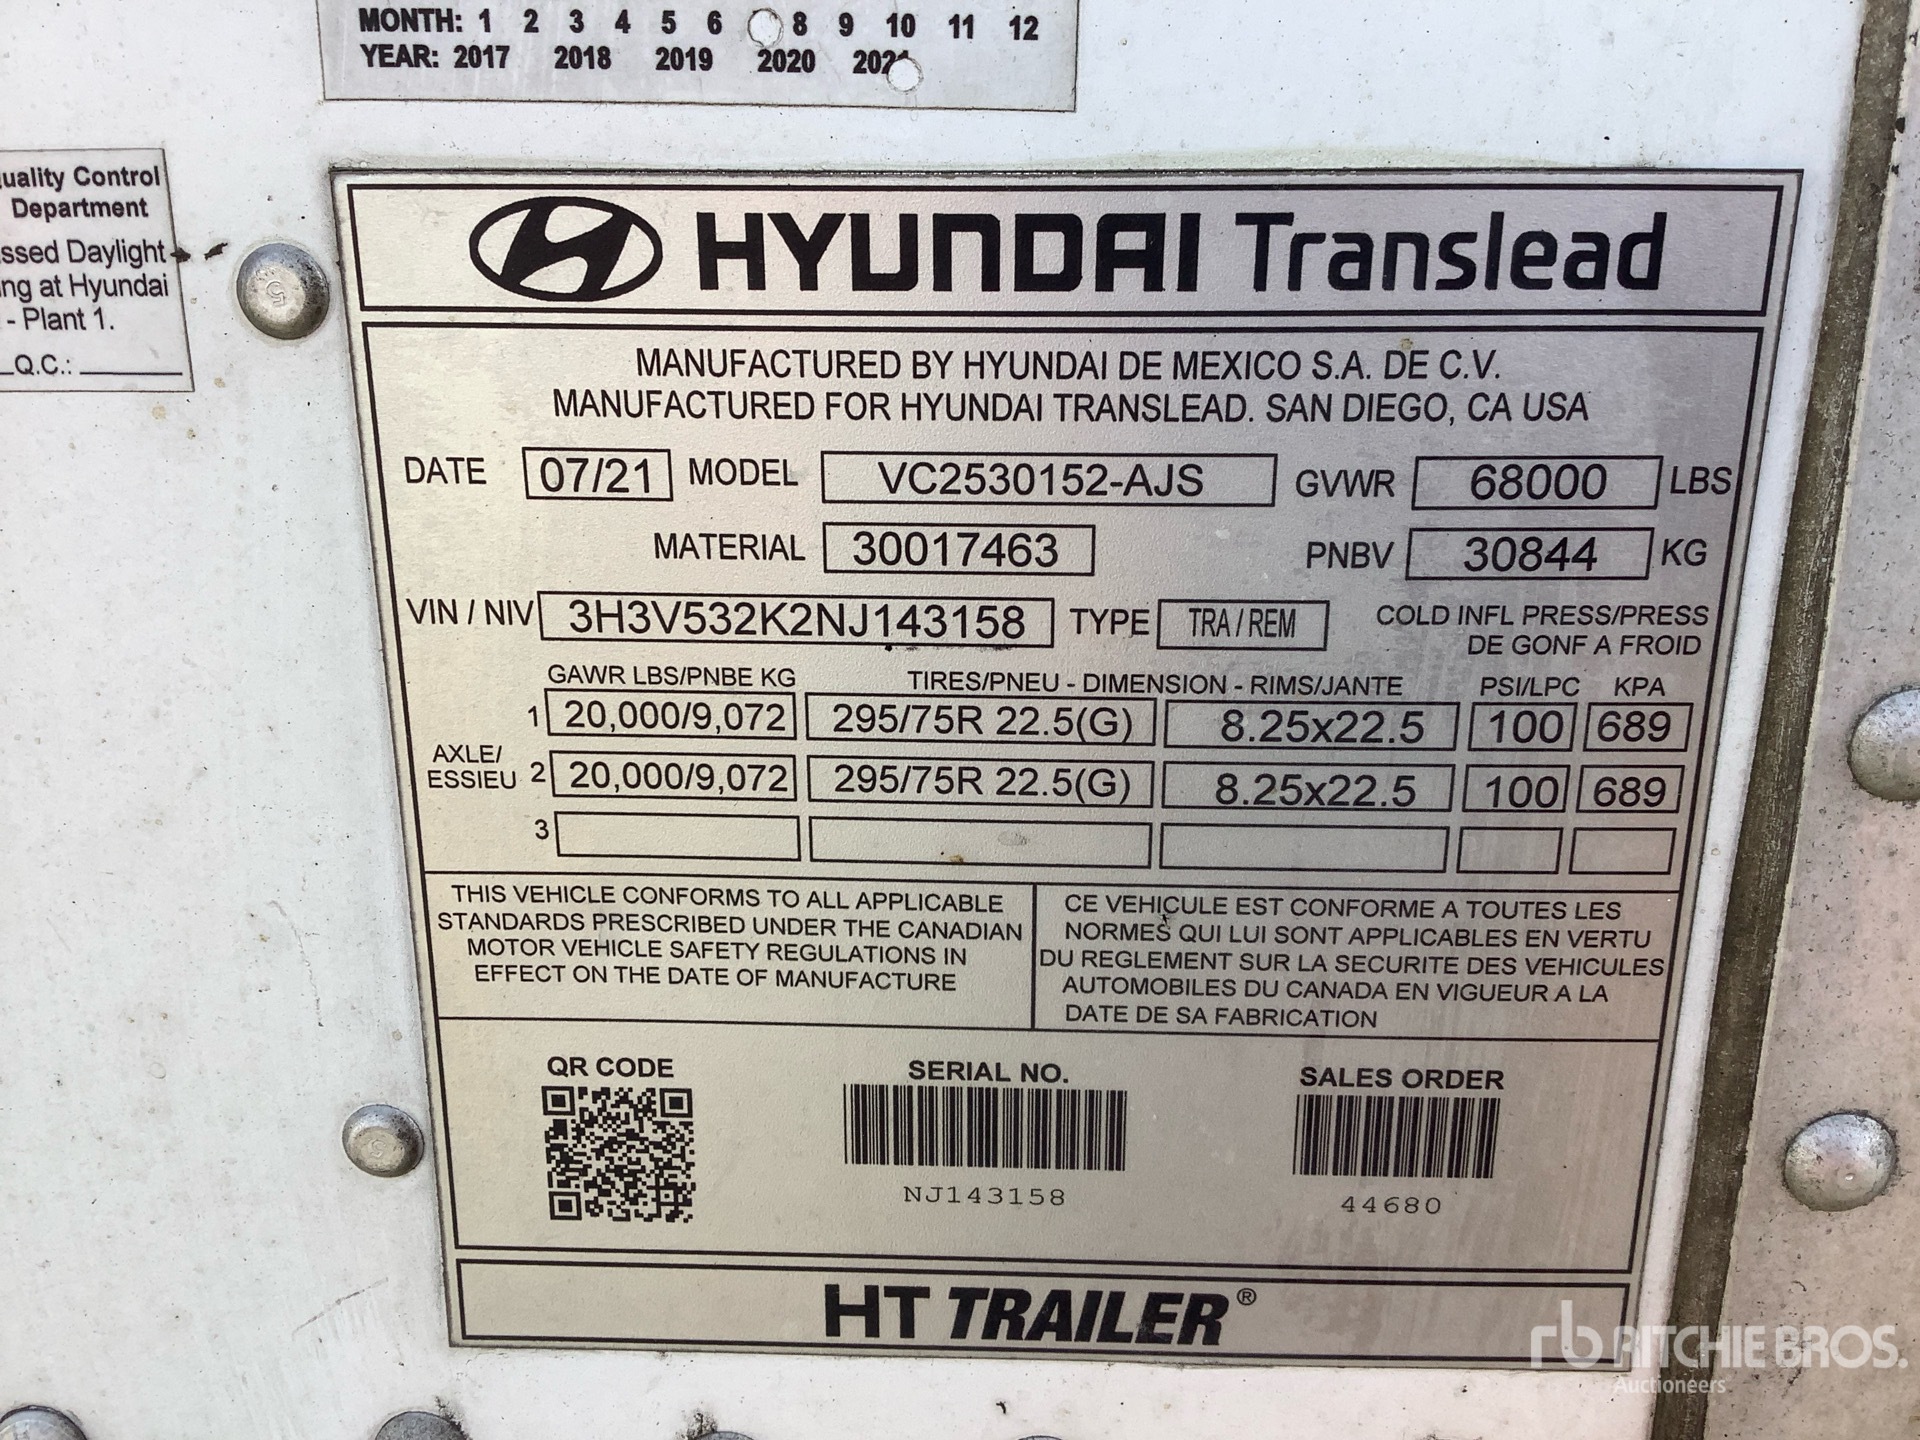 MONTH: 1 2 3 4 5 6 8 9 10 11 12
YEAR: 2017 2018 2019 2020 2021
uality Control
Department
ssed Daylight
ng at Hyundai
- Plant 1.
Q.C.:
HYUNDAI Translead
MANUFACTURED BY HYUNDAI DE MEXICO S.A. DE C.V.
MANUFACTURED FOR HYUNDAI TRANSLEAD. SAN DIEGO, CA USA
DATE 07/21 MODEL VC2530152-AJS GVWR 68000 LBS
MATERIAL 30017463 PNBV 30844 KG
VIN / NIV 3H3V532K2NJ143158 TYPE TRA / REM COLD INFL PRESS/PRESS
DE GONF A FROID
GAWR LBS/PNBE KG TIRES/PNEU - DIMENSION - RIMS/JANTE PSI/LPC KPA
1 20,000/9,072 295/75R 22.5(G) 8.25x22.5 100 689
AXLE/
ESSIEU 2 20,000/9,072 295/75R 22.5(G) 8.25x22.5 100 689
3
THIS VEHICLE CONFORMS TO ALL APPLICABLE
STANDARDS PRESCRIBED UNDER THE CANADIAN
MOTOR VEHICLE SAFETY REGULATIONS IN
EFFECT ON THE DATE OF MANUFACTURE
CE VEHICULE EST CONFORME A TOUTES LES
NORMES QUI LUI SONT APPLICABLES EN VERTU
DU REGLEMENT SUR LA SECURITE DES VEHICULES
AUTOMOBILES DU CANADA EN VIGUEUR A LA
DATE DE SA FABRICATION
QR CODE
SERIAL NO.
NJ143158
SALES ORDER
44680
HT TRAILER®
rb RITCHIE BROS.
Auctioneers